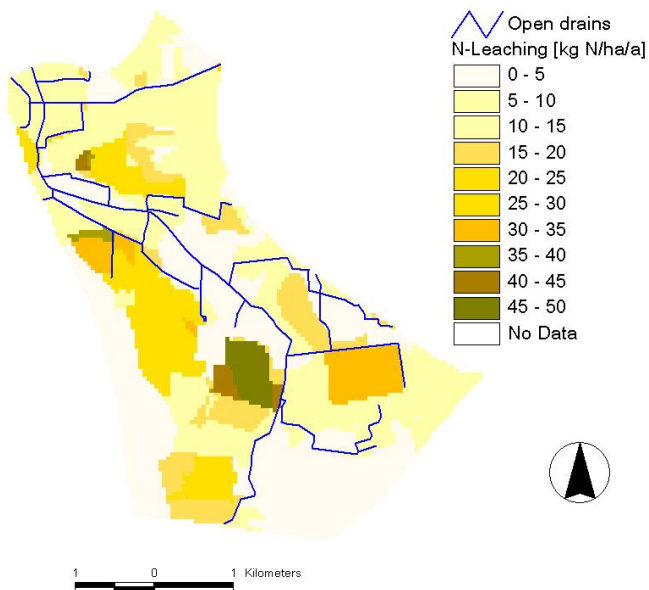 Open drains
N-Leaching [kg N/ha/a]
0 - 5
5 - 10
10 - 15
15 - 20
20 - 25
25 - 30
30 - 35
35 - 40
40 - 45
45 - 50
No Data
1 0 1 Kilometers